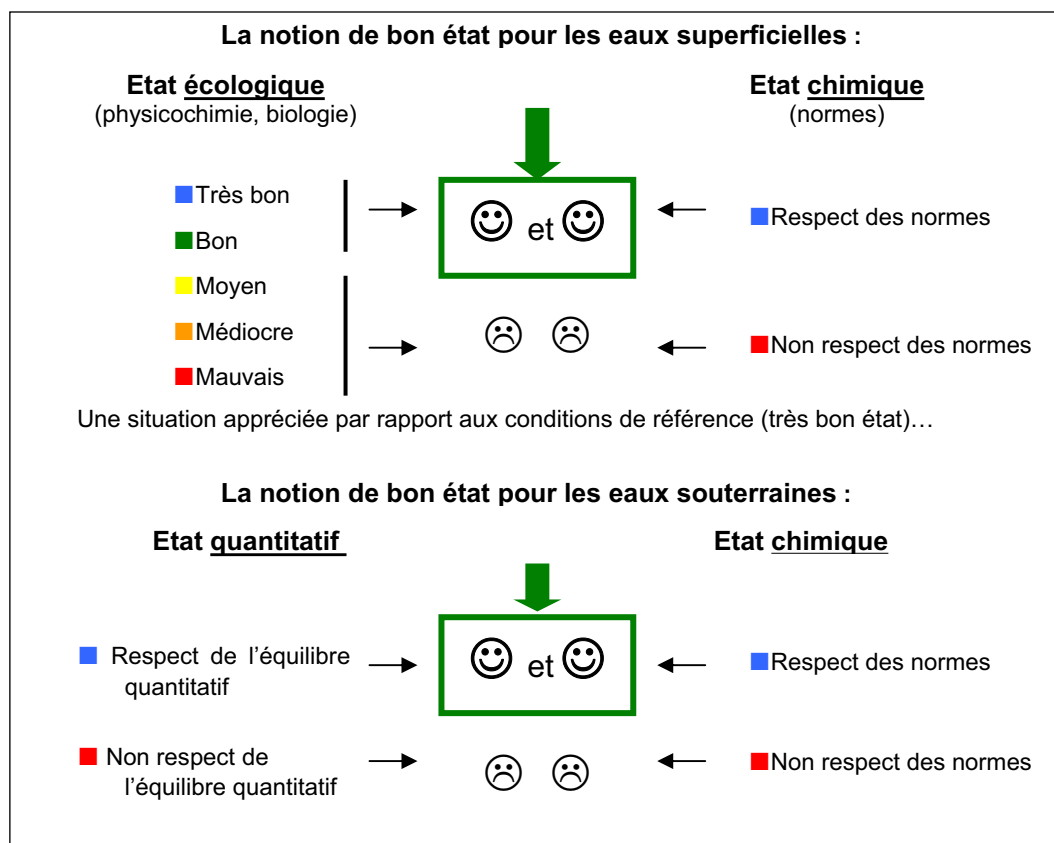 La notion de bon état pour les eaux superficielles :
Etat écologique
(physicochimie, biologie)
Etat chimique
(normes)
Très bon
Bon
Moyen
Médiocre
Mauvais
et
Respect des normes
Non respect des normes
Une situation appréciée par rapport aux conditions de référence (très bon état)…
La notion de bon état pour les eaux souterraines :
Etat quantitatif
Etat chimique
Respect de l'équilibre
quantitatif
et
Respect des normes
Non respect de
l'équilibre quantitatif
Non respect des normes